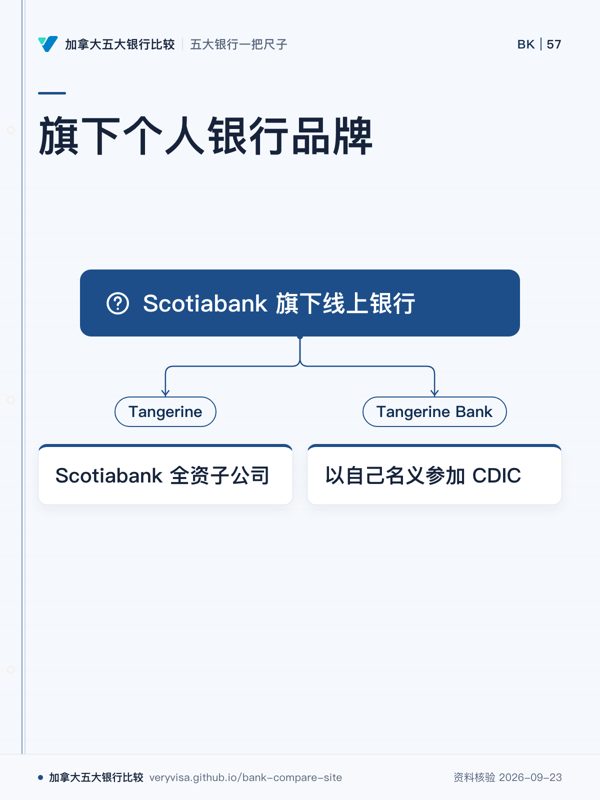 加拿大五大银行比较 | 五大银行一把尺子
BK | 57
旗下个人银行品牌
Scotiabank 旗下线上银行
Tangerine
Tangerine Bank
Scotiabank 全资子公司
以自己名义参加 CDIC
加拿大五大银行比较 veryvisa.github.io/bank-compare-site
资料核验 2026-09-23